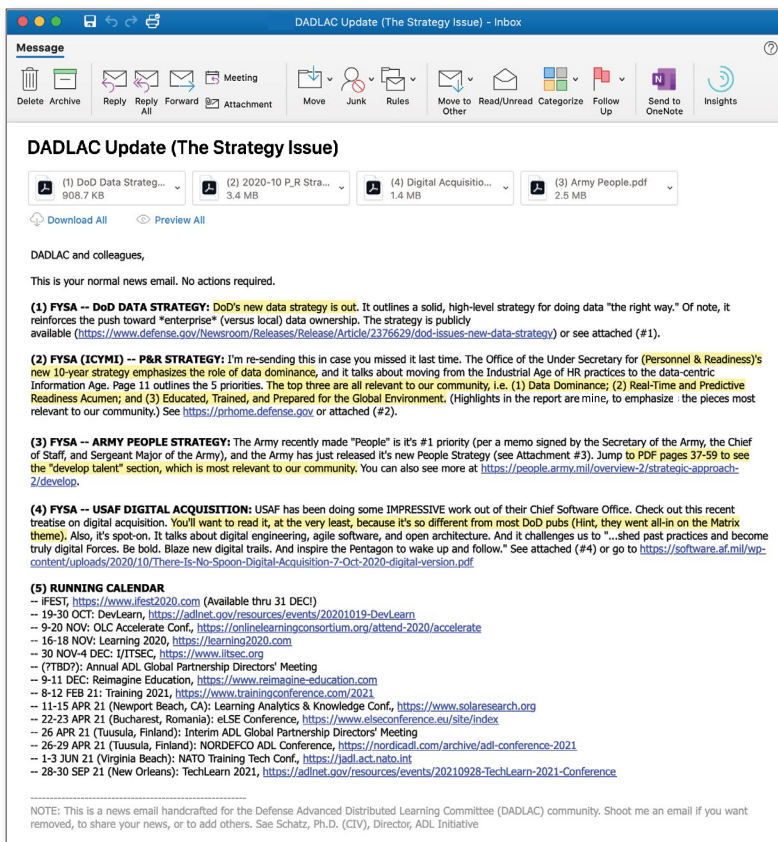 DADLAC Update (The Strategy Issue) – Inbox
Message
Delete Archive Reply Reply All Forward Meeting Attachment Move Junk Rules Move to Other Read/Unread Categorize Follow Up Send to OneNote Insights
DADLAC Update (The Strategy Issue)
(1) DoD Data Strateg... (2) 2020-10 P_R Stra... (4) Digital Acquisitio... (3) Army People.pdf
908.7 KB 3.4 MB 1.4 MB 2.5 MB
Download All Preview All
DADLAC and colleagues,
This is your normal news email. No actions required.
(1) FYSA -- DoD DATA STRATEGY: DoD's new data strategy is out. It outlines a solid, high-level strategy for doing data "the right way." Of note, it
reinforces the push toward *enterprise* (versus local) data ownership. The strategy is publicly
available (https://www.defense.gov/Newsroom/Releases/Release/Article/2376629/dod-issues-new-data-strategy) or see attached (#1).
(2) FYSA (ICYMI) -- P&R STRATEGY: I'm re-sending this in case you missed it last time. The Office of the Under Secretary for (Personnel & Readiness)'s
new 10-year strategy emphasizes the role of data dominance, and it talks about moving from the Industrial Age of HR practices to the data-centric
Information Age. Page 11 outlines the 5 priorities. The top three are all relevant to our community, i.e. (1) Data Dominance; (2) Real-Time and Predictive
Readiness Acumen; and (3) Educated, Trained, and Prepared for the Global Environment. (Highlights in the report are mine, to emphasize the pieces most
relevant to our community.) See https://prhome.defense.gov or attached (#2).
(3) FYSA -- ARMY PEOPLE STRATEGY: The Army recently made "People" is it's #1 priority (per a memo signed by the Secretary of the Army, the Chief
of Staff, and Sergeant Major of the Army), and the Army has just released it's new People Strategy (see Attachment #3). Jump to PDF pages 37-59 to see
the "develop talent" section, which is most relevant to our community. You can also see more at https://people.army.mil/overview-2/strategic-approach-
2/develop.
(4) FYSA -- USAF DIGITAL ACQUISITION: USAF has been doing some IMPRESSIVE work out of their Chief Software Office. Check out this recent
treatise on digital acquisition. You'll want to read it, at the very least, because it's so different from most DoD pubs (Hint, they went all-in on the Matrix
theme). Also, it's spot-on. It talks about digital engineering, agile software, and open architecture. And it challenges us to "...shed past practices and become
truly digital Forces. Be bold. Blaze new digital trails. And inspire the Pentagon to wake up and follow." See attached (#4) or go to https://software.af.mil/wp-
content/uploads/2020/10/There-Is-No-Spoon-Digital-Acquisition-7-Oct-2020-digital-version.pdf
(5) RUNNING CALENDAR
-- iFEST, https://www.ifest2020.com (Available thru 31 DEC!)
-- 19-30 OCT: DevLearn, https://adlnet.gov/resources/events/20201019-DevLearn
-- 9-20 NOV: OLC Accelerate Conf., https://onlinelearningconsortium.org/attend-2020/accelerate
-- 16-18 NOV: Learning 2020, https://learning2020.com
-- 30 NOV-4 DEC: I/ITSEC, https://www.iitsec.org
-- (?TBD?): Annual ADL Global Partnership Directors' Meeting
-- 9-11 DEC: Reimagine Education, https://www.reimagine-education.com
-- 8-12 FEB 21: Training 2021, https://www.trainingconference.com/2021
-- 11-15 APR 21 (Newport Beach, CA): Learning Analytics & Knowledge Conf., https://www.solaresearch.org
-- 22-23 APR 21 (Bucharest, Romania): eLSE Conference, https://www.elseconference.eu/site/index
-- 26 APR 21 (Tuusula, Finland): Interim ADL Global Partnership Directors' Meeting
-- 26-29 APR 21 (Tuusula, Finland): NORDEFCO ADL Conference, https://nordicadl.com/archive/adl-conference-2021
-- 1-3 JUN 21 (Virginia Beach): NATO Training Tech Conf., https://jadl.act.nato.int
-- 28-30 SEP 21 (New Orleans): TechLearn 2021, https://adlnet.gov/resources/events/20210928-TechLearn-2021-Conference
NOTE: This is a news email handcrafted for the Defense Advanced Distributed Learning Committee (DADLAC) community. Shoot me an email if you want
removed, to share your news, or to add others. Sae Schatz, Ph.D. (CIV), Director, ADL Initiative